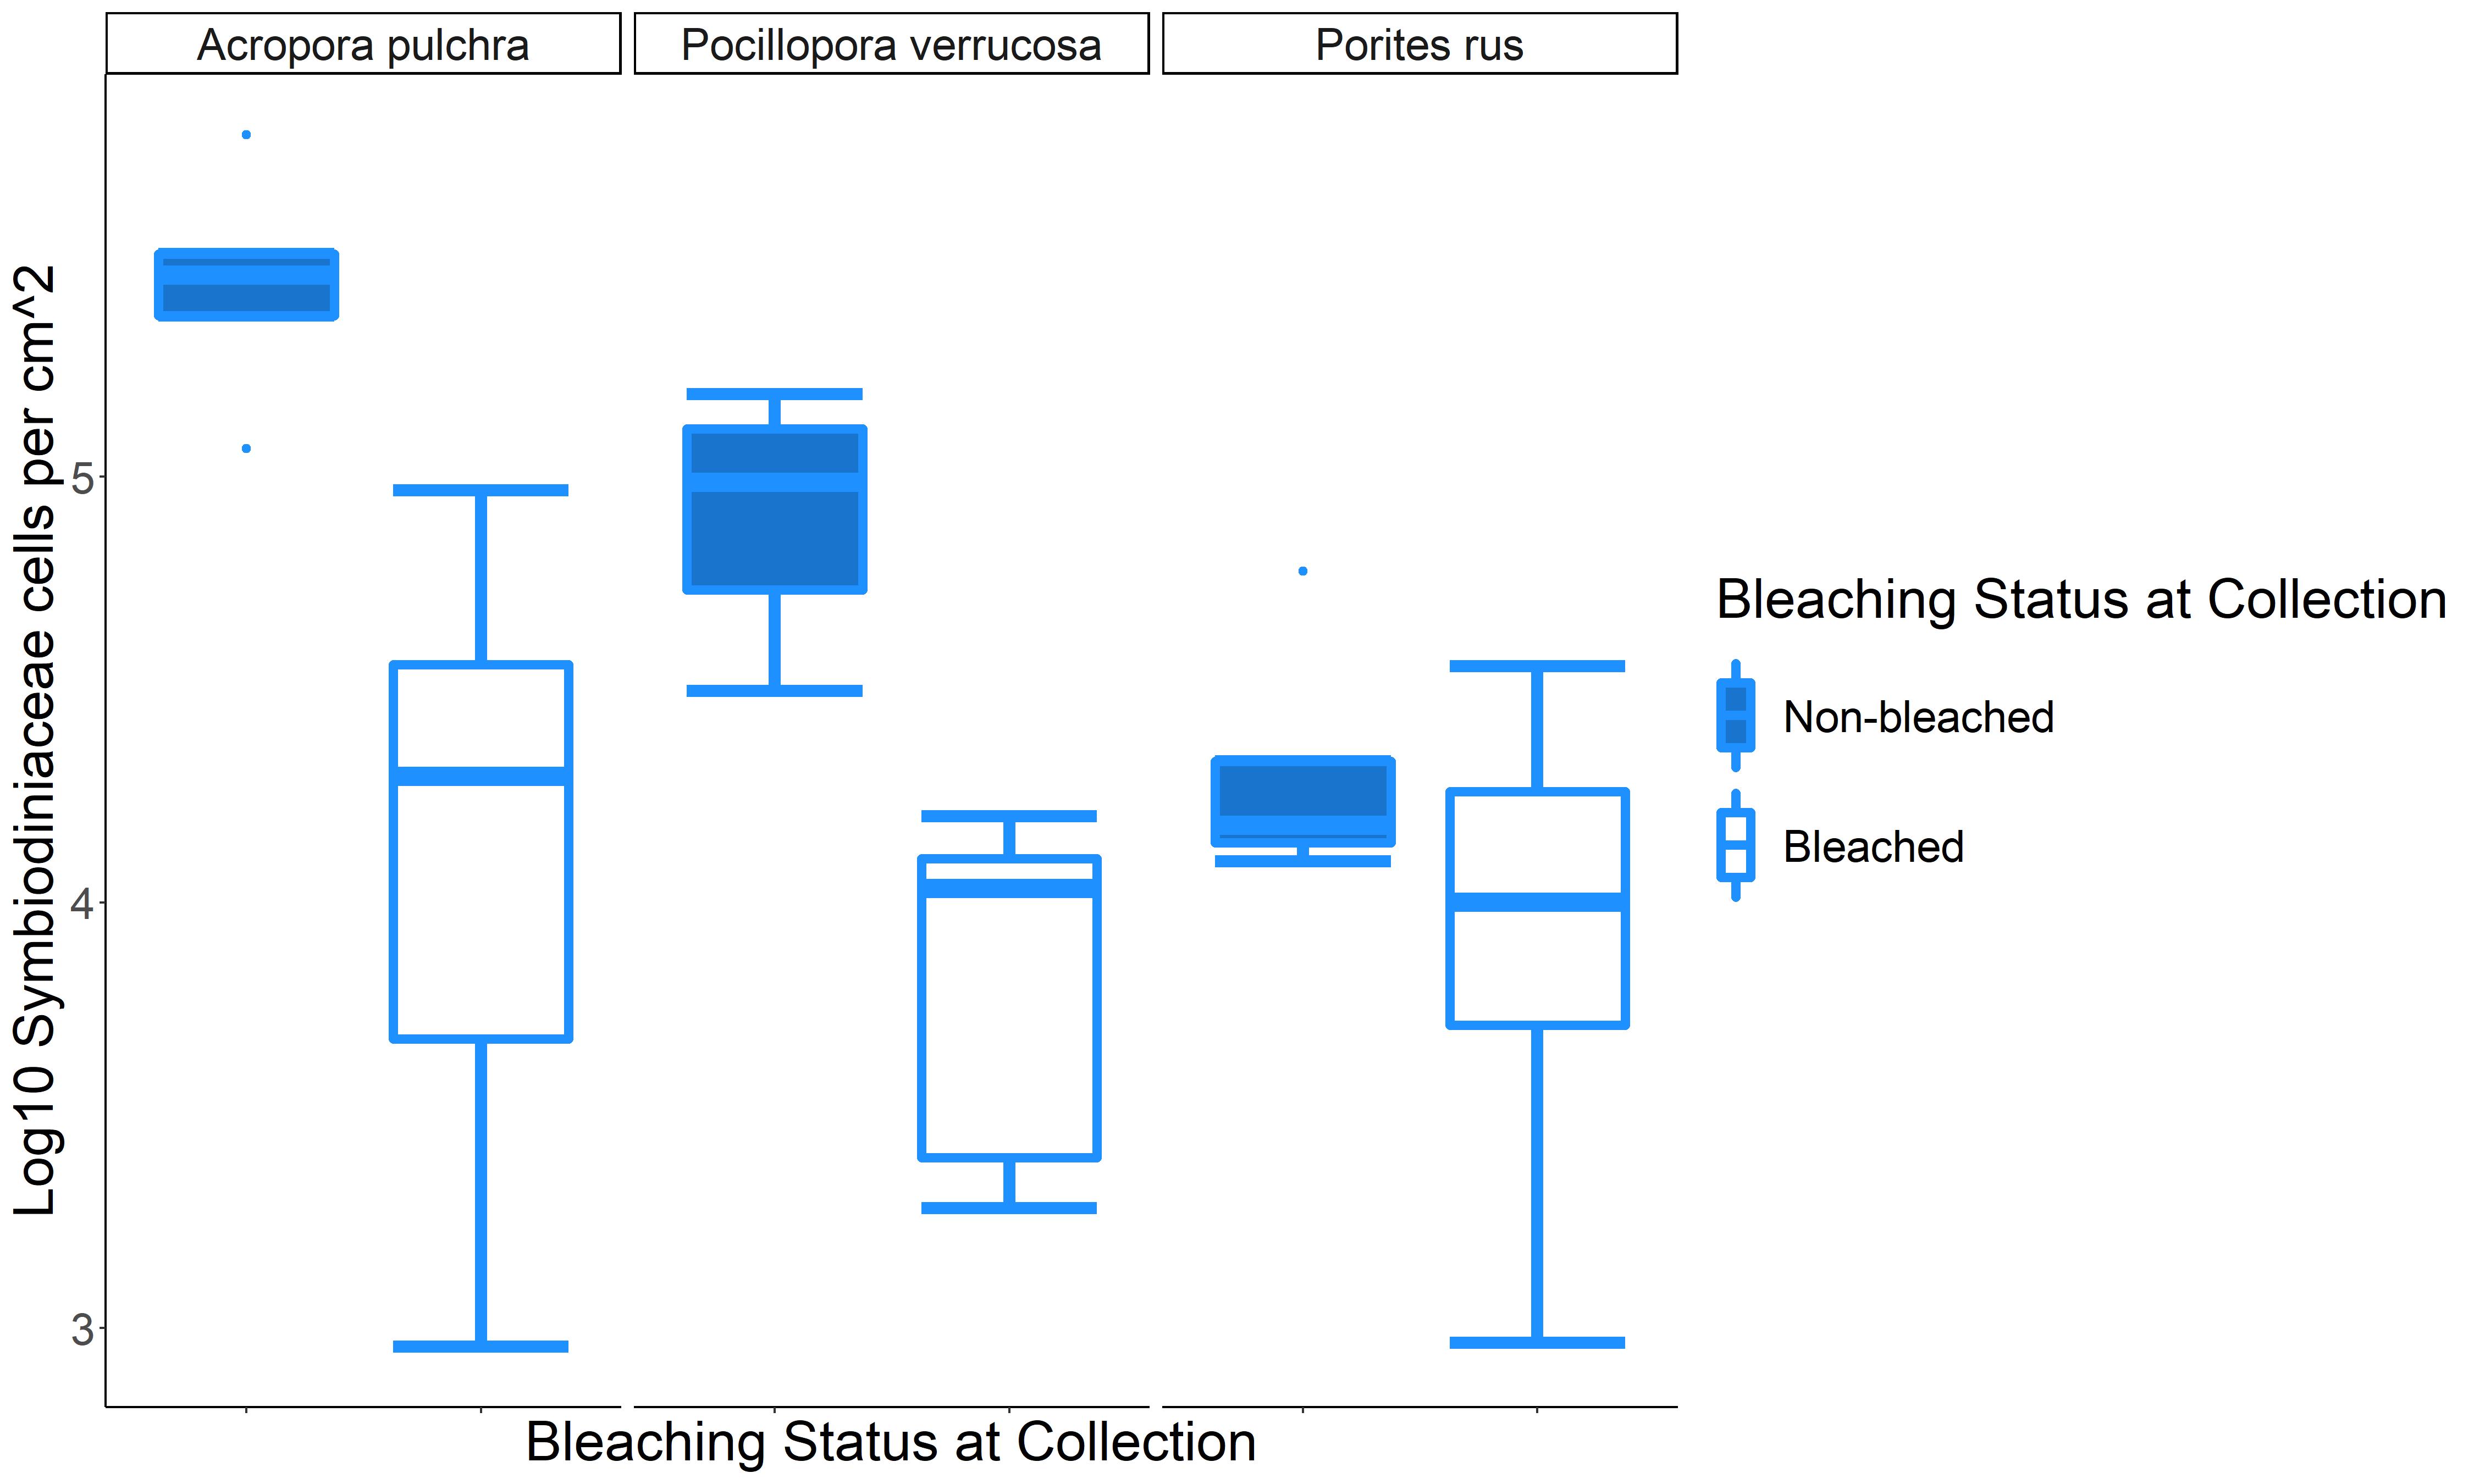 Acropora pulchra
Pocillopora verrucosa
Porites rus
Log10 Symbiodiniaceae cells per cm^2
5
4
3
Bleaching Status at Collection
Bleaching Status at Collection
Non-bleached
Bleached